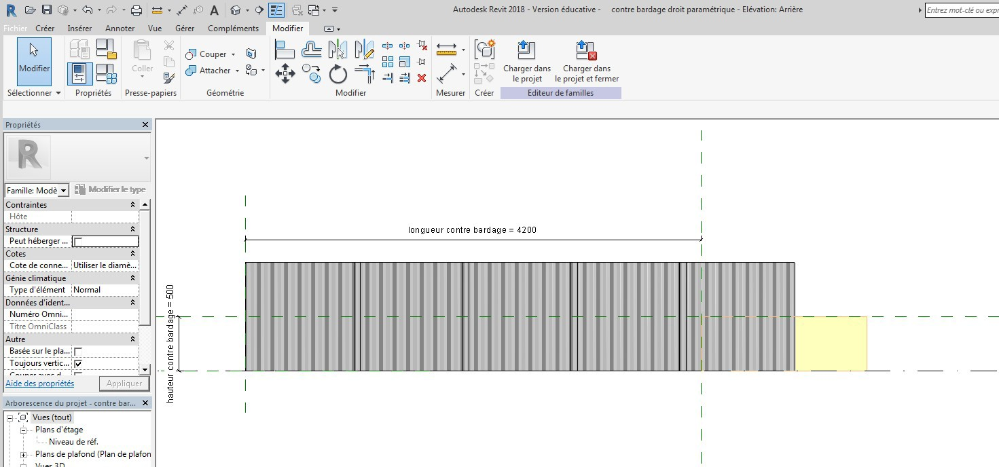 Autodesk Revit 2018 - Version éducative - contre bardage droit paramétrique - Elévation: Arrière
Entrez mot-clé ou expr
Fichier Créer Insérer Annoter Vue Gérer Compléments Modifier
Modifier
Coller
Couper
Attacher
Charger dans
le projet
Charger dans
le projet et fermer
Sélectionner Propriétés Presse-papiers Géométrie Modifier Mesurer Créer Editeur de familles
Propriétés
R
Famille: Modè
Modifier le type
Contraintes
Hôte
Structure
Peut héberger ...
Cotes
Cote de conne... Utiliser le diamè...
Génie climatique
Type d'élément Normal
Données d'ident...
Numéro Omni...
Titre OmniClass
Autre
Basée sur le pla...
Toujours vertic...
Couper avec d
Aide des propriétés
Appliquer
Arborescence du projet - contre bar...
Vues (tout)
Plans d'étage
Niveau de réf.
Plans de plafond (Plan de plafon
Vues 3D
longueur contre bardage = 4200
hauteur contre bardage = 500